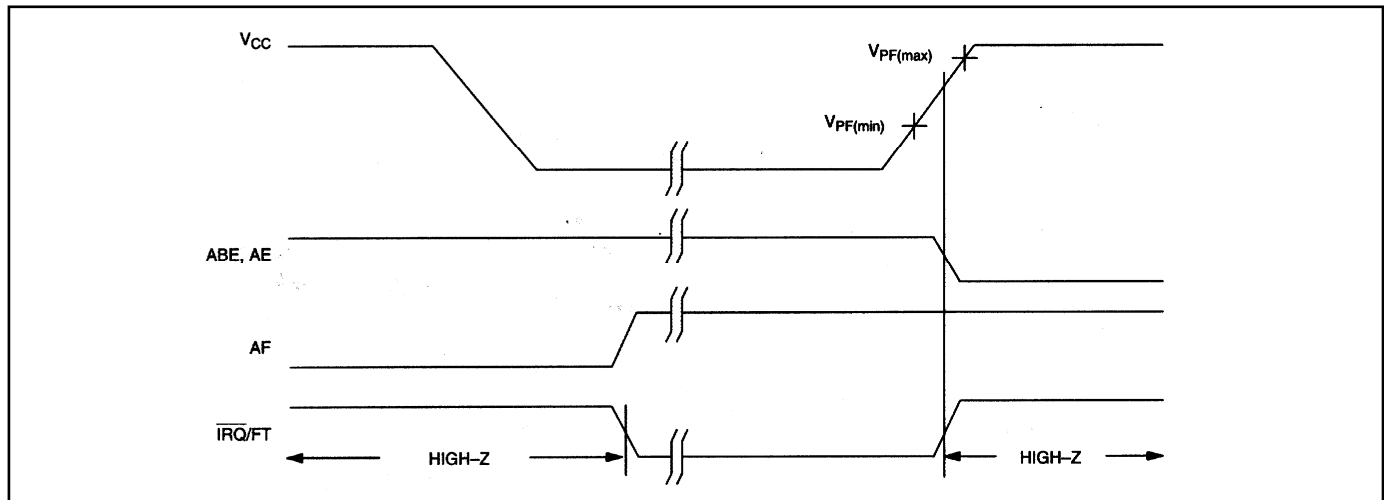 VCC
VPF(max)
VPF(min)
ABE, AE
AF
IRQ/FT
HIGH–Z
HIGH–Z